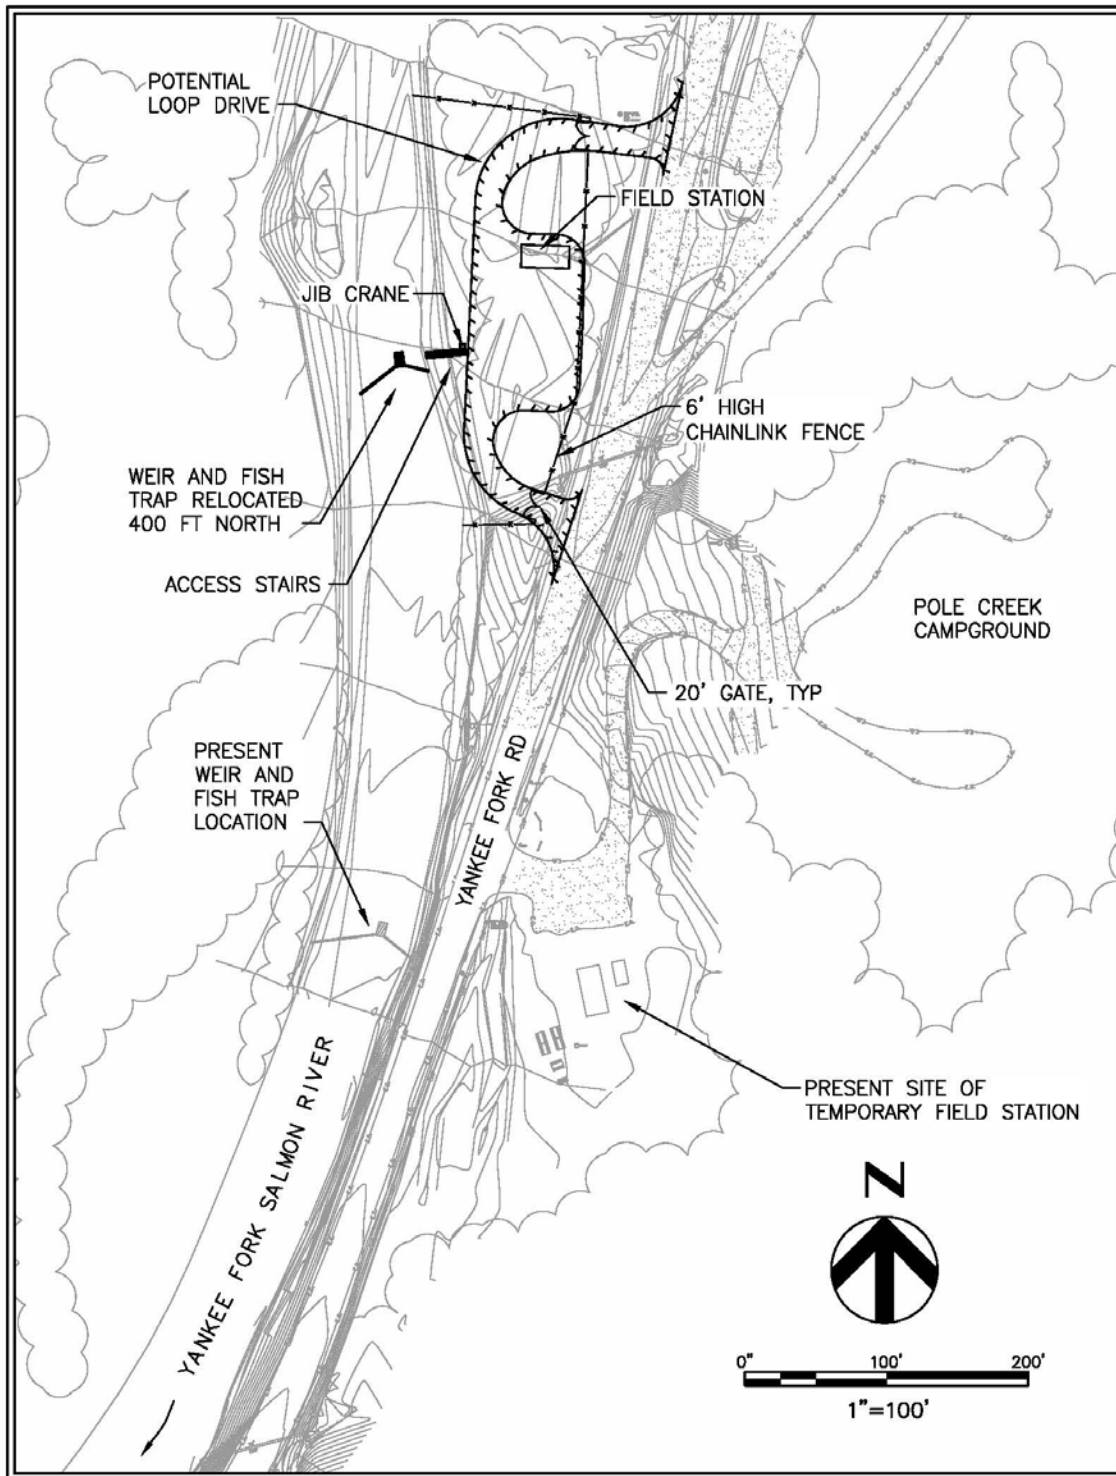 POTENTIAL
LOOP DRIVE
FIELD STATION
JIB CRANE
6' HIGH
CHAINLINK FENCE
WEIR AND FISH
TRAP RELOCATED
400 FT NORTH
ACCESS STAIRS
POLE CREEK
CAMPGROUND
20' GATE, TYP
PRESENT
WEIR AND
FISH TRAP
LOCATION
YANKEE FORK RD
PRESENT SITE OF
TEMPORARY FIELD STATION
YANKEE FORK SALMON RIVER
N
0" 100' 200'
1"=100'